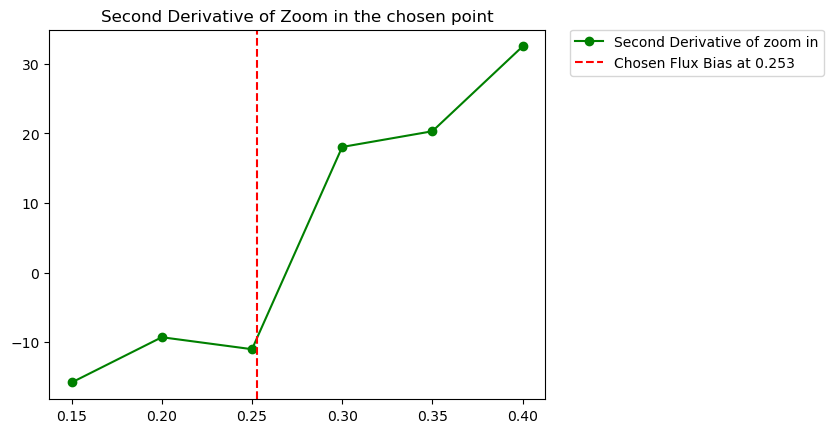 Second Derivative of Zoom in the chosen point
Second Derivative of zoom in
Chosen Flux Bias at 0.253
30
20
10
0
−10
0.15 0.20 0.25 0.30 0.35 0.40